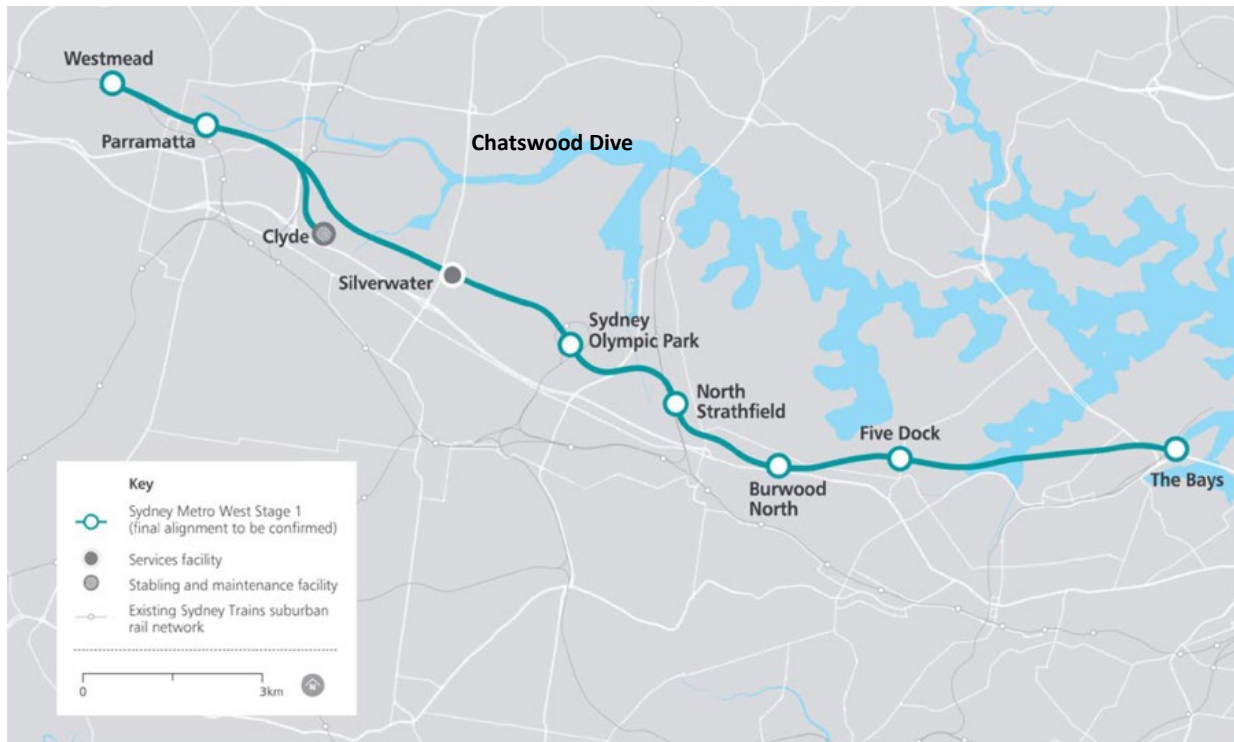 Westmead
Parramatta
Chatswood Dive
Clyde
Silverwater
Sydney
Olympic Park
North
Strathfield
Five Dock
Burwood
North
The Bays
Key
Sydney Metro West Stage 1
(final alignment to be confirmed)
Services facility
Stabling and maintenance facility
Existing Sydney Trains suburban
rail network
0 3km
N